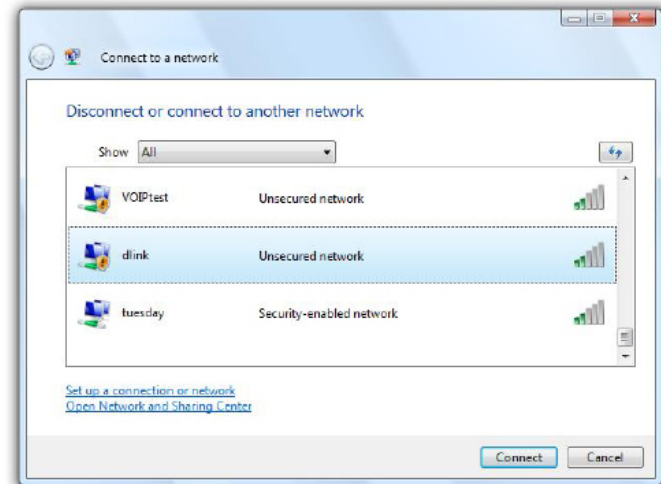 Connect to a network
Disconnect or connect to another network
Show All
VOIPtest Unsecured network
dlink Unsecured network
tuesday Security-enabled network
Set up a connection or network
Open Network and Sharing Center
Connect Cancel